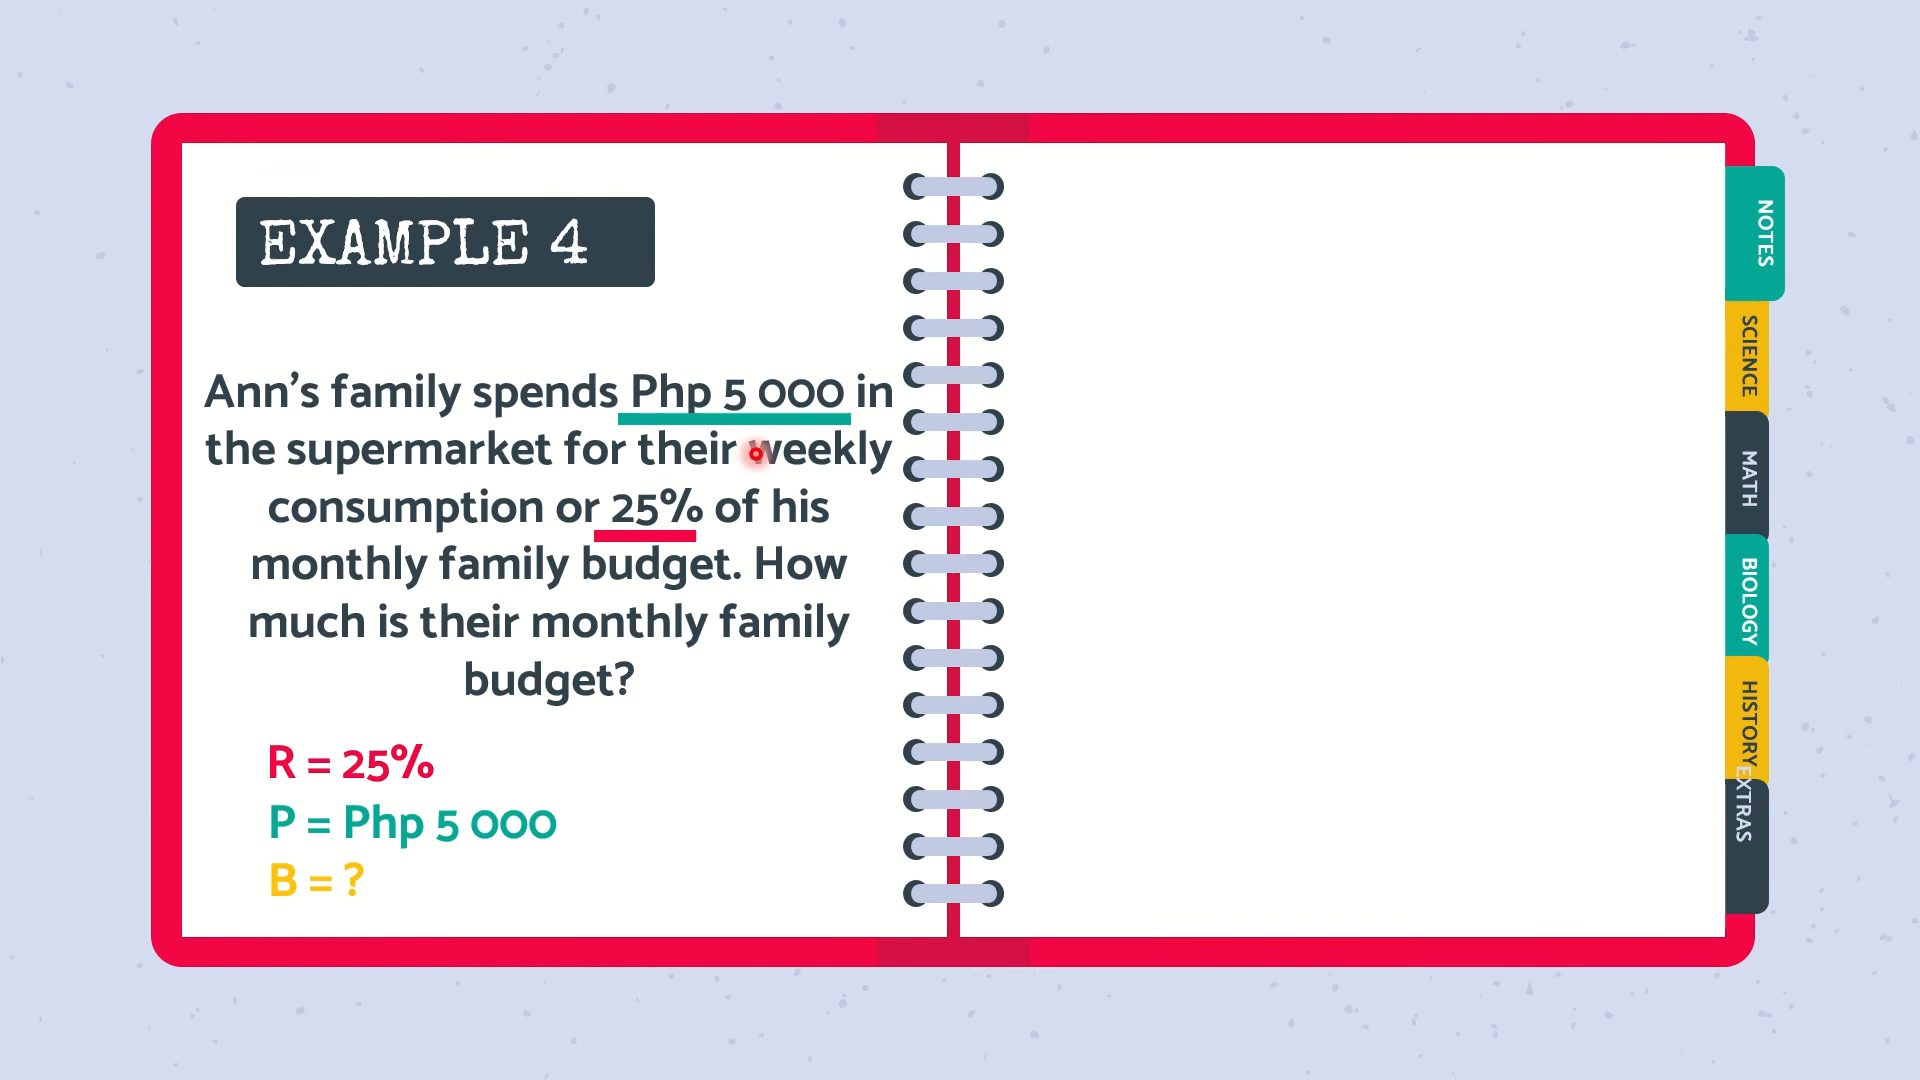 EXAMPLE 4
Ann's family spends Php 5 000 in
the supermarket for their weekly
consumption or 25% of his
monthly family budget. How
much is their monthly family
budget?
R = 25%
P = Php 5 000
B = ?
NOTES
SCIENCE
MATH
BIOLOGY
HISTORY
EXTRAS